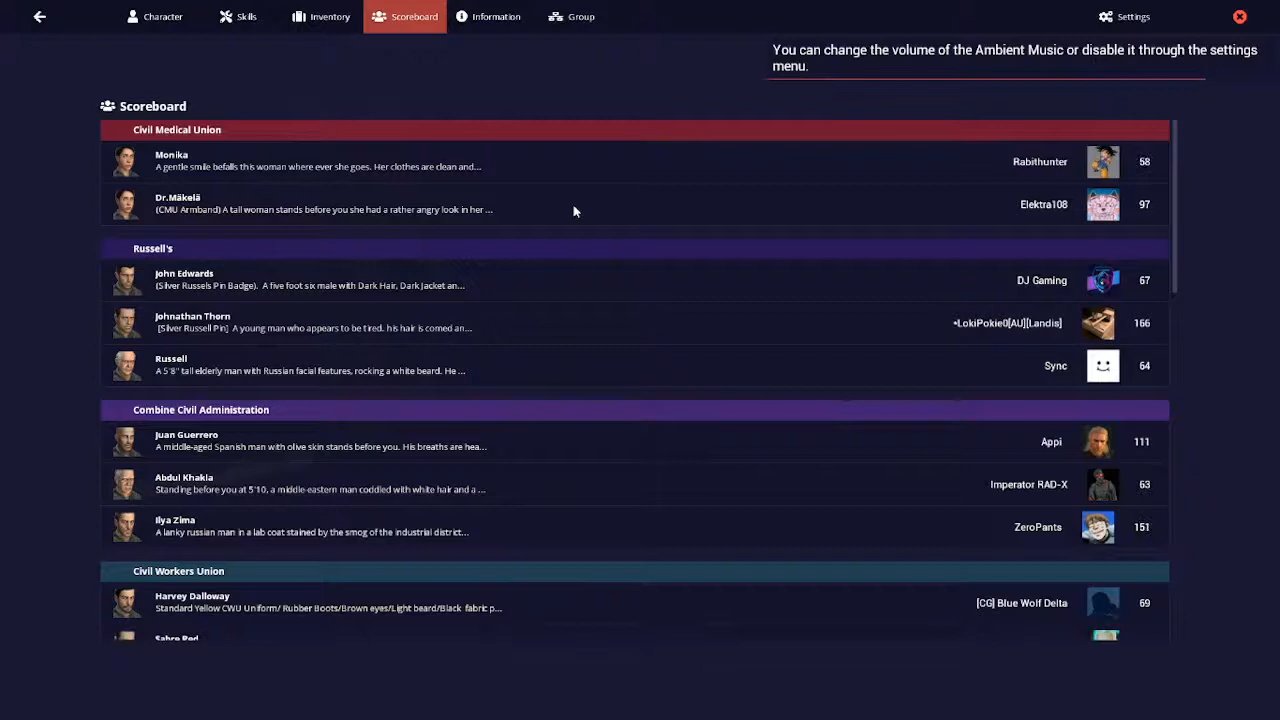 Character Skills Inventory Scoreboard Information Group Settings
You can change the volume of the Ambient Music or disable it through the settings
menu.
Scoreboard
Civil Medical Union
Monika
A gentle smile befalls this woman where ever she goes. Her clothes are clean and...
Rabithunter 58
Dr.Mäkelä
(CMU Armband) A tall woman stands before you she had a rather angry look in her ...
Elektra108 97
Russell's
John Edwards
(Silver Russels Pin Badge). A five foot six male with Dark Hair, Dark Jacket an...
DJ Gaming 67
Johnathan Thorn
[Silver Russell Pin] A young man who appears to be tired. his hair is comed an...
•LokiPokie0[AU][Landis] 166
Russell
A 5'8" tall elderly man with Russian facial features, rocking a white beard. He ...
Sync 64
Combine Civil Administration
Juan Guerrero
A middle-aged Spanish man with olive skin stands before you. His breaths are hea...
Appi 111
Abdul Khakla
Standing before you at 5'10, a middle-eastern man coddled with white hair and a ...
Imperator RAD-X 63
Ilya Zima
A lanky russian man in a lab coat stained by the smog of the industrial district...
ZeroPants 151
Civil Workers Union
Harvey Dalloway
Standard Yellow CWU Uniform/ Rubber Boots/Brown eyes/Light beard/Black fabric p...
[CG] Blue Wolf Delta 69
Sabre Red